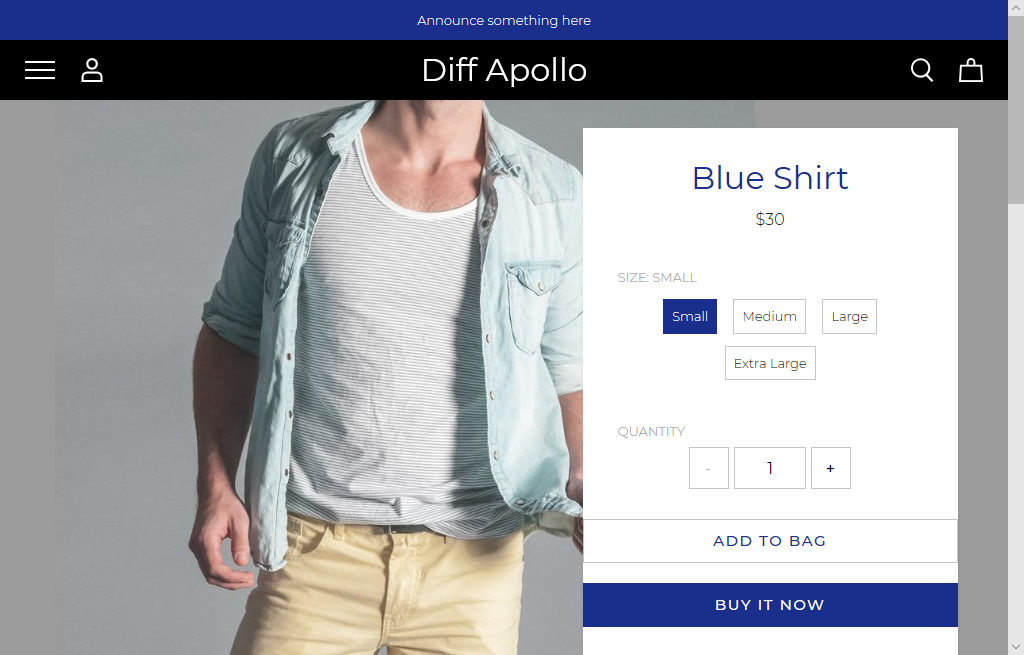 Announce something here
Diff Apollo
Blue Shirt
$30
SIZE: SMALL
Small Medium Large
Extra Large
QUANTITY
- 1 +
ADD TO BAG
BUY IT NOW